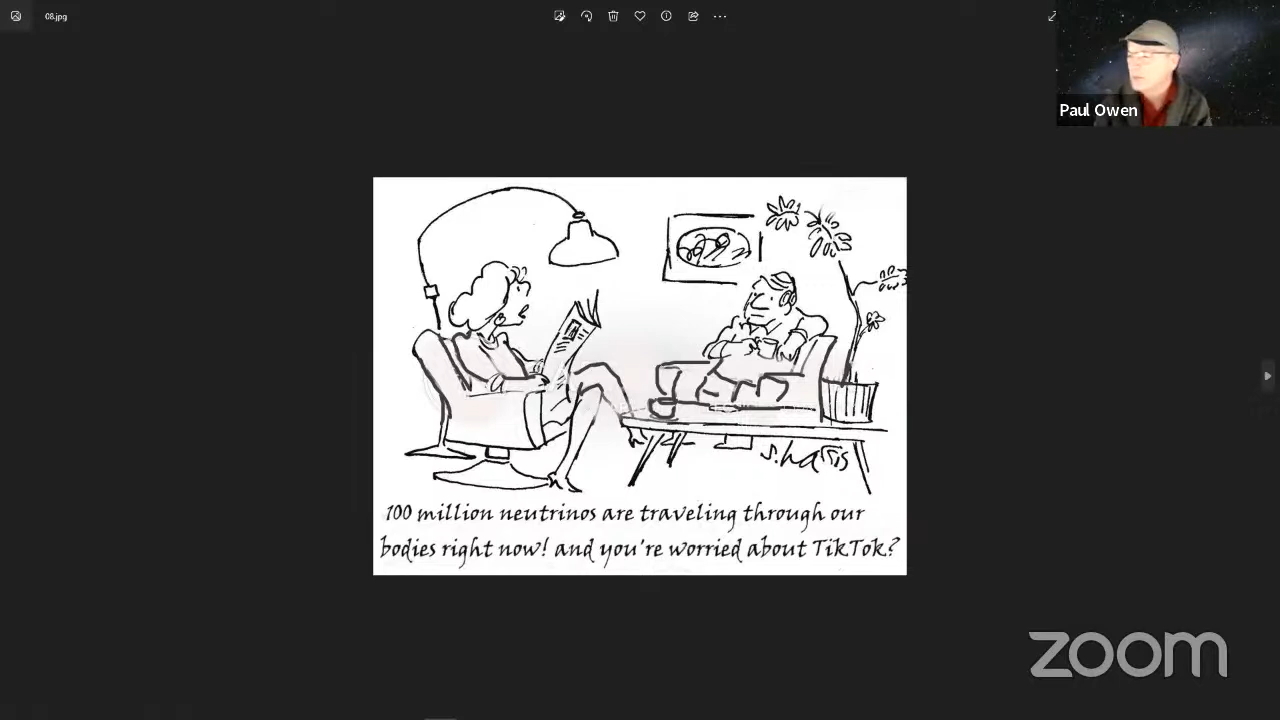 08.jpg
Paul Owen
S.Harris
100 million neutrinos are traveling through our
bodies right now! and you're worried about TikTok?
zoom